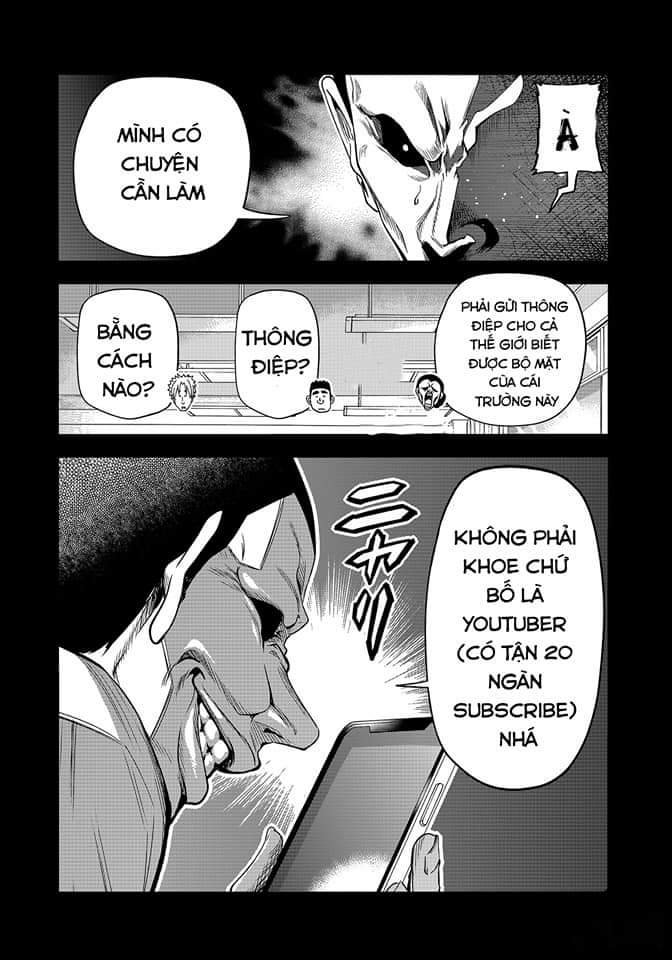 À
MÌNH CÓ
CHUYỆN
CẦN LÀM
PHẢI GỬI THÔNG
ĐIỆP CHO CẢ
THẾ GIỚI BIẾT
ĐƯỢC BỘ MẶT
CỦA CÁI
TRƯỜNG NÀY
THÔNG
ĐIỆP?
BẰNG
CÁCH
NÀO?
KHÔNG PHẢI
KHOE CHỨ
BỐ LÀ
YOUTUBER
(CÓ TẬN 20
NGÀN
SUBSCRIBE)
NHÁ
ニヤリ